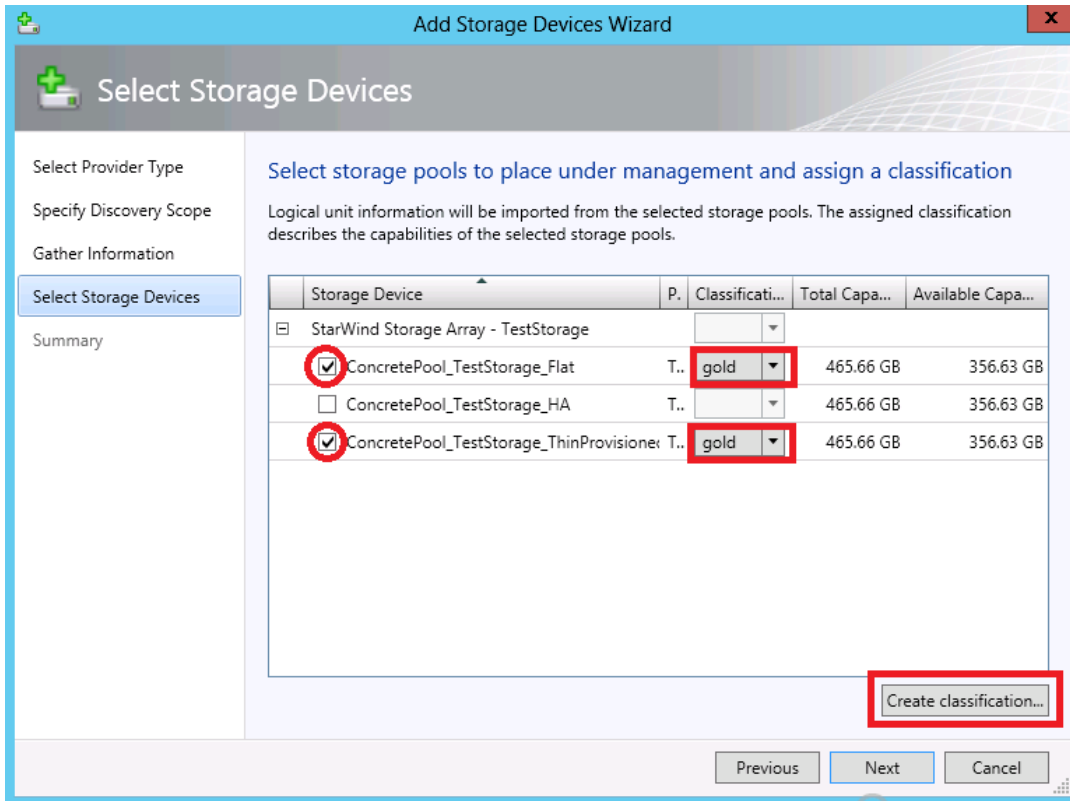 Add Storage Devices Wizard
x
Select Storage Devices
Select Provider Type
Specify Discovery Scope
Gather Information
Select Storage Devices
Summary
Select storage pools to place under management and assign a classification
Logical unit information will be imported from the selected storage pools. The assigned classification
describes the capabilities of the selected storage pools.
Storage Device P. Classificati... Total Capa... Available Capa...
StarWind Storage Array - TestStorage
ConcretePool_TestStorage_Flat T.. gold 465.66 GB 356.63 GB
ConcretePool_TestStorage_HA T.. 465.66 GB 356.63 GB
ConcretePool_TestStorage_ThinProvisione T.. gold 465.66 GB 356.63 GB
Create classification...
Previous Next Cancel